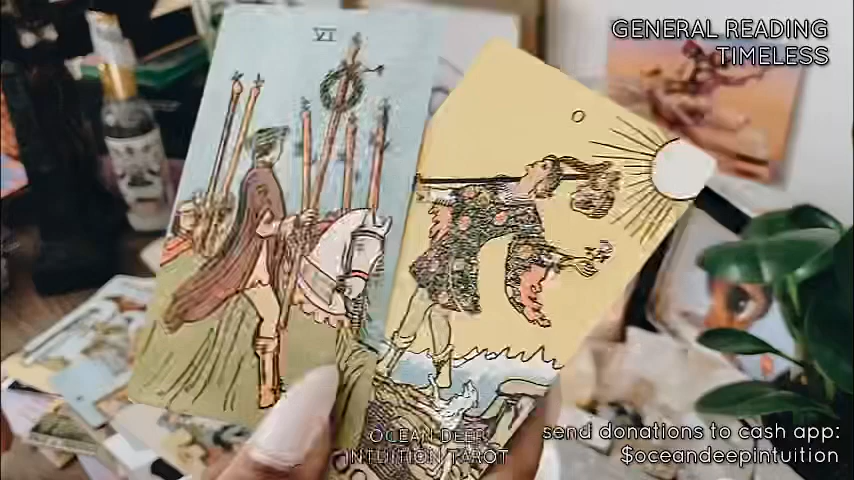 GENERAL READING
TIMELESS
VI
O
OCEAN DEEP
INTUITION TAROT
send donations to cash app:
$oceandeepintuition